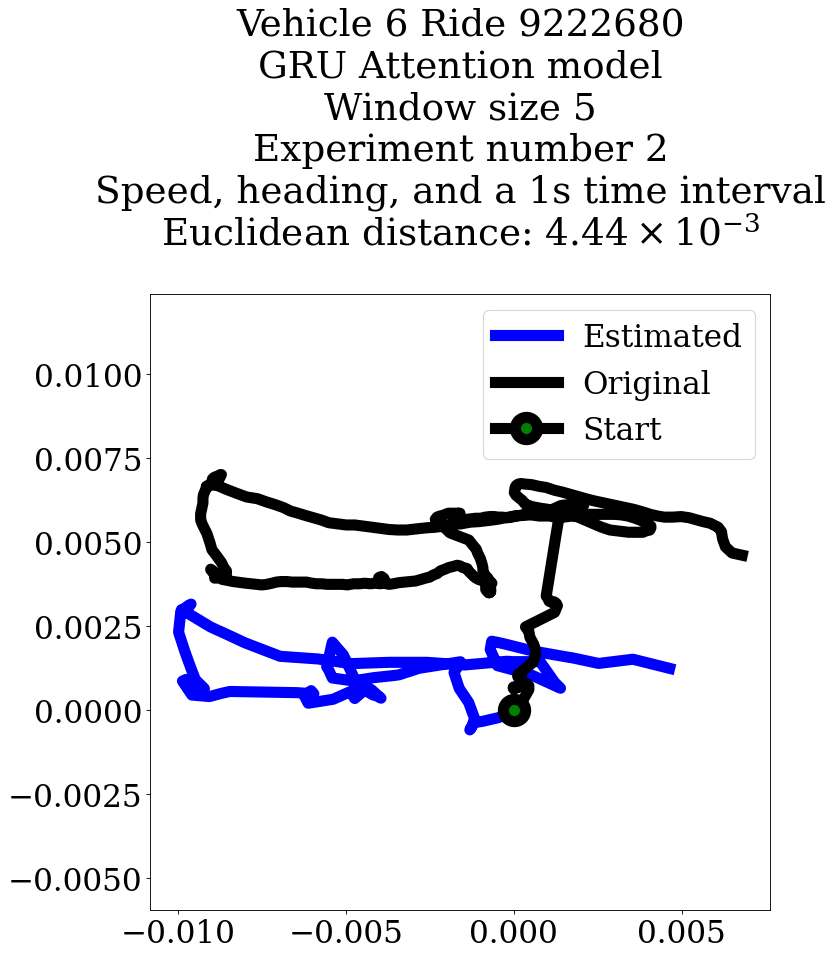 Vehicle 6 Ride 9222680
GRU Attention model
Window size 5
Experiment number 2
Speed, heading, and a 1s time interval
Euclidean distance: 4.44 × 10⁻³
Estimated
Original
Start
0.0100
0.0075
0.0050
0.0025
0.0000
−0.0025
−0.0050
−0.010 −0.005 0.000 0.005